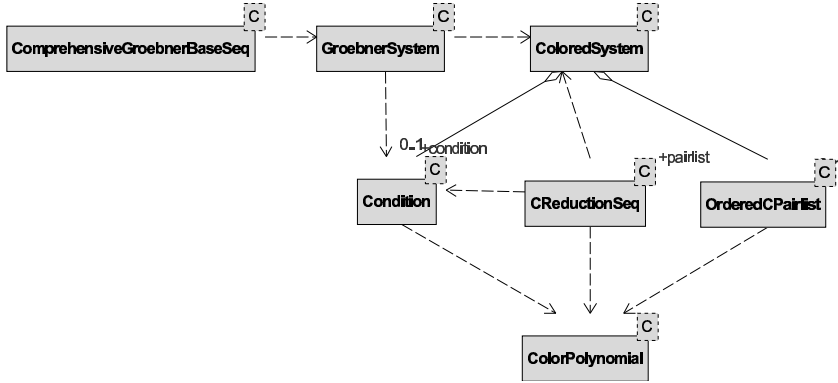 C
C
C
ComprehensiveGroebnerBaseSeq
GroebnerSystem
ColoredSystem
0..1
+condition
+pairlist
C
C
C
Condition
CReductionSeq
OrderedCPairlist
C
ColorPolynomial